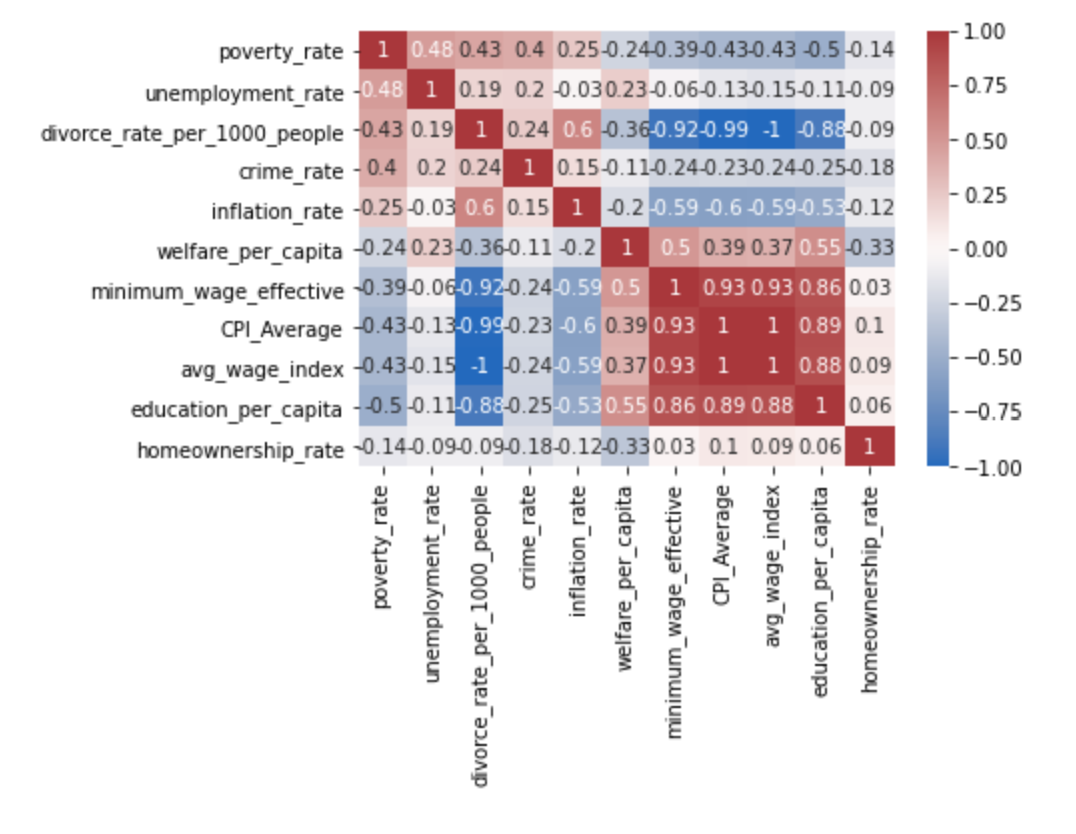 poverty_rate 1 0.48 0.43 0.4 0.25 -0.24 -0.39 -0.43 -0.43 -0.5 -0.14
unemployment_rate 0.48 1 0.19 0.2 -0.03 0.23 -0.06 -0.13 -0.15 -0.11 -0.09
divorce_rate_per_1000_people 0.43 0.19 1 0.24 0.6 -0.36 -0.92 -0.99 -1 -0.88 -0.09
crime_rate 0.4 0.2 0.24 1 0.15 -0.11 -0.24 -0.23 -0.24 -0.25 -0.18
inflation_rate 0.25 -0.03 0.6 0.15 1 -0.2 -0.59 -0.6 -0.59 -0.53 -0.12
welfare_per_capita -0.24 0.23 -0.36 -0.11 -0.2 1 0.5 0.39 0.37 0.55 -0.33
minimum_wage_effective -0.39 -0.06 -0.92 -0.24 -0.59 0.5 1 0.93 0.93 0.86 0.03
CPI_Average -0.43 -0.13 -0.99 -0.23 -0.6 0.39 0.93 1 1 0.89 0.1
avg_wage_index -0.43 -0.15 -1 -0.24 -0.59 0.37 0.93 1 1 0.88 0.09
education_per_capita -0.5 -0.11 -0.88 -0.25 -0.53 0.55 0.86 0.89 0.88 1 0.06
homeownership_rate -0.14 -0.09 -0.09 -0.18 -0.12 -0.33 0.03 0.1 0.09 0.06 1
poverty_rate
unemployment_rate
divorce_rate_per_1000_people
crime_rate
inflation_rate
welfare_per_capita
minimum_wage_effective
CPI_Average
avg_wage_index
education_per_capita
homeownership_rate
1.00
0.75
0.50
0.25
0.00
−0.25
−0.50
−0.75
−1.00